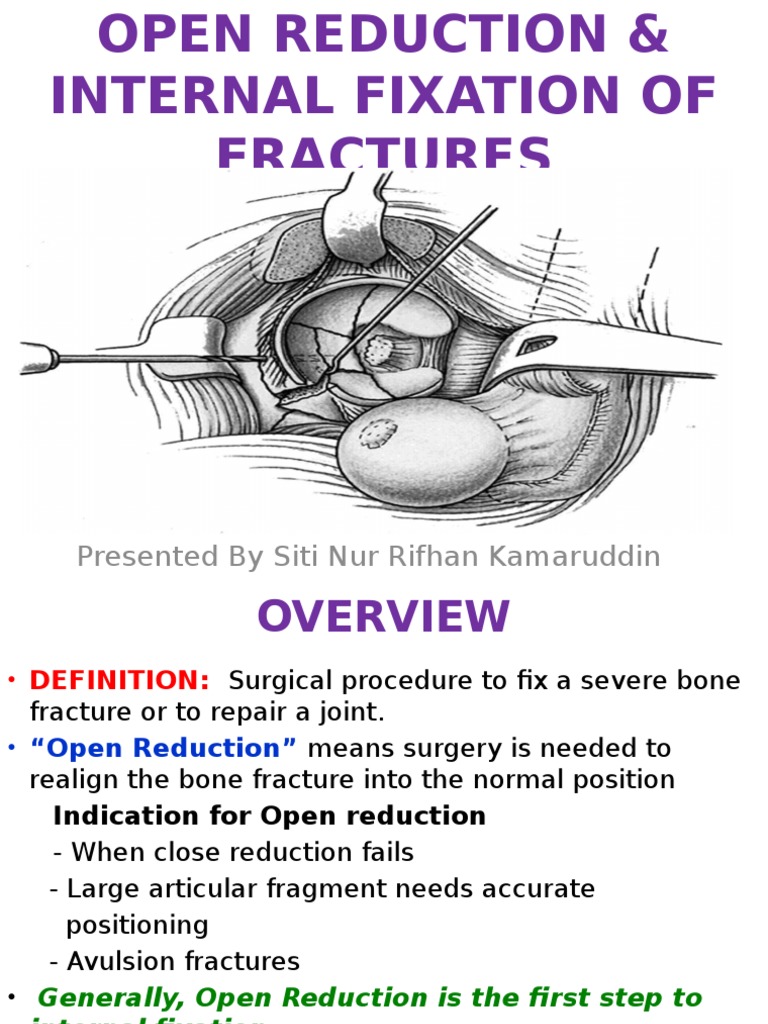 OPEN REDUCTION &
INTERNAL FIXATION OF
FRACTURES
Presented By Siti Nur Rifhan Kamaruddin
OVERVIEW
• DEFINITION: Surgical procedure to fix a severe bone
fracture or to repair a joint.
• “Open Reduction” means surgery is needed to
realign the bone fracture into the normal position
Indication for Open reduction
- When close reduction fails
- Large articular fragment needs accurate
positioning
- Avulsion fractures
• Generally, Open Reduction is the first step to
internal fixation